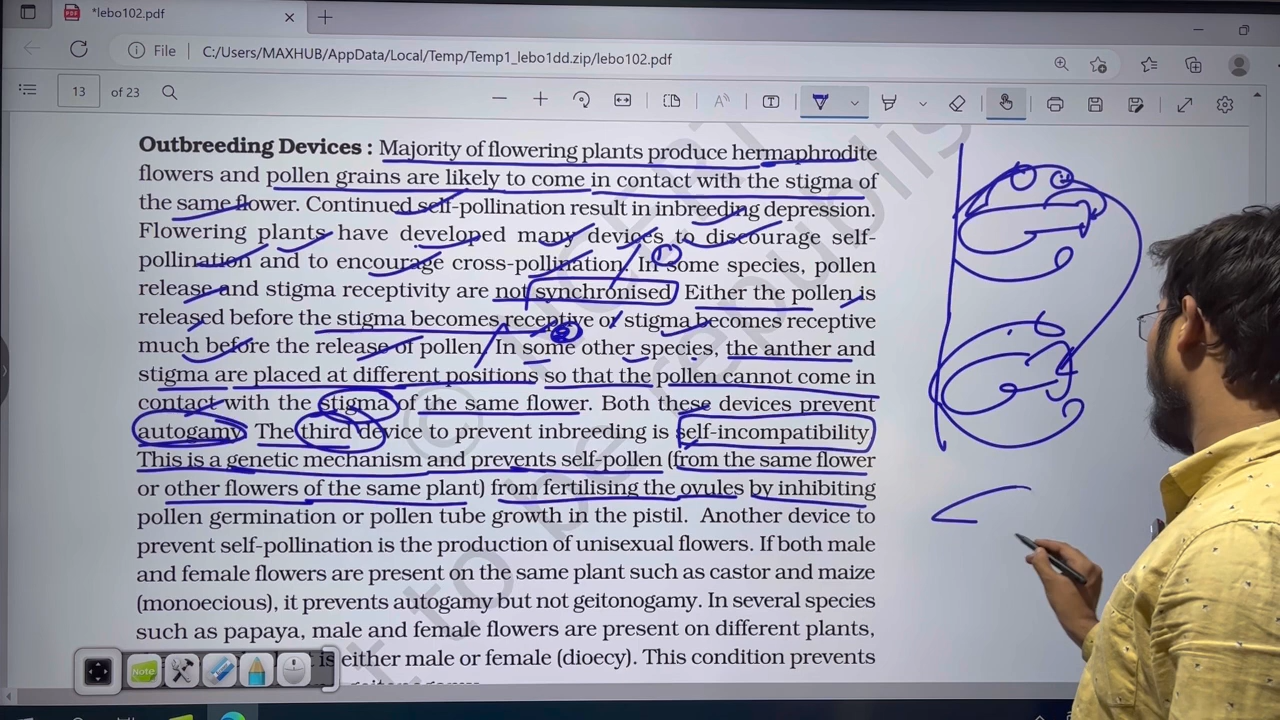 *lebo102.pdf
File
C:/Users/MAXHUB/AppData/Local/Temp/Temp1_lebo1dd.zip/lebo102.pdf
13 of 23
Outbreeding Devices : Majority of flowering plants produce hermaphrodite
flowers and pollen grains are likely to come in contact with the stigma of
the same flower. Continued self-pollination result in inbreeding depression.
Flowering plants have developed many devices to discourage self-
pollination and to encourage cross-pollination. In some species, pollen
release and stigma receptivity are not synchronised. Either the pollen is
released before the stigma becomes receptive or stigma becomes receptive
much before the release of pollen. In some other species, the anther and
stigma are placed at different positions so that the pollen cannot come in
contact with the stigma of the same flower. Both these devices prevent
autogamy. The third device to prevent inbreeding is self-incompatibility.
This is a genetic mechanism and prevents self-pollen (from the same flower
or other flowers of the same plant) from fertilising the ovules by inhibiting
pollen germination or pollen tube growth in the pistil. Another device to
prevent self-pollination is the production of unisexual flowers. If both male
and female flowers are present on the same plant such as castor and maize
(monoecious), it prevents autogamy but not geitonogamy. In several species
such as papaya, male and female flowers are present on different plants,
is either male or female (dioecy). This condition prevents
Note